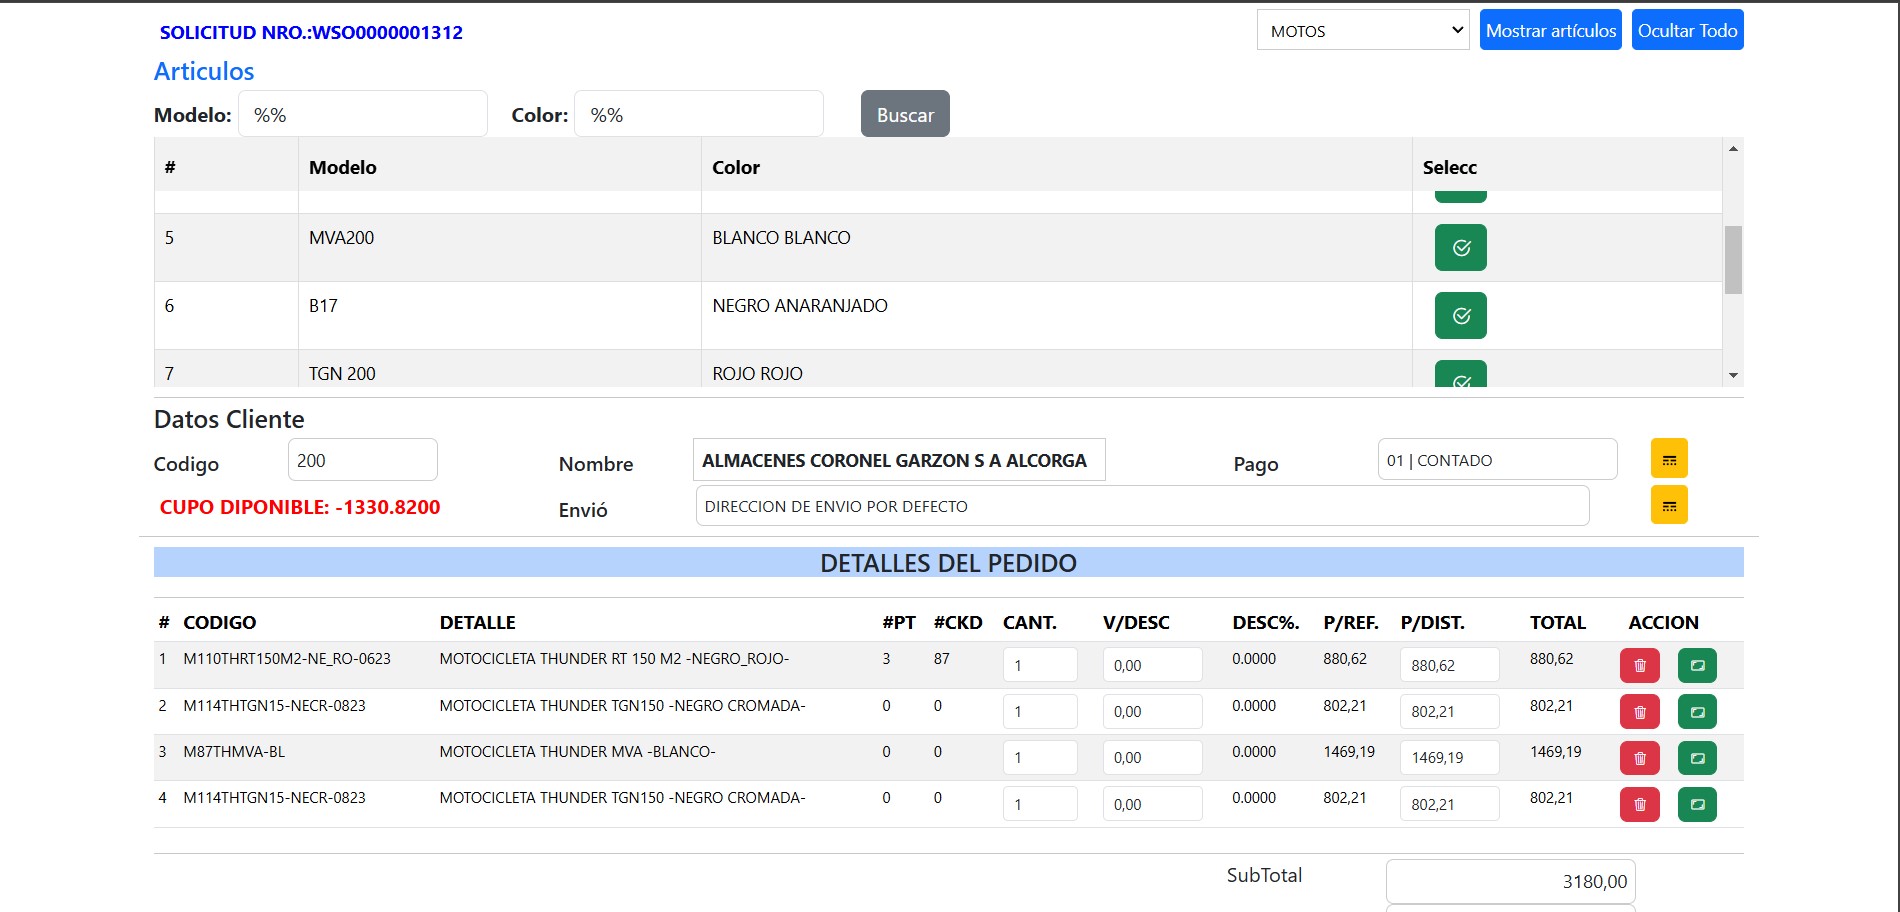 SOLICITUD NRO.:WSO0000001312 MOTOS Mostrar artículos Ocultar Todo
Articulos
Modelo: %% Color: %% Buscar
# Modelo Color Selecc
5 MVA200 BLANCO BLANCO
6 B17 NEGRO ANARANJADO
7 TGN 200 ROJO ROJO
Datos Cliente
Codigo 200 Nombre ALMACENES CORONEL GARZON S A ALCORGA Pago 01 | CONTADO
CUPO DIPONIBLE: -1330.8200 Envió DIRECCION DE ENVIO POR DEFECTO
DETALLES DEL PEDIDO
# CODIGO DETALLE #PT #CKD CANT. V/DESC DESC%. P/REF. P/DIST. TOTAL ACCION
1 M110THRT150M2-NE_RO-0623 MOTOCICLETA THUNDER RT 150 M2 -NEGRO_ROJO- 3 87 1 0,00 0.0000 880,62 880,62 880,62
2 M114THTGN15-NECR-0823 MOTOCICLETA THUNDER TGN150 -NEGRO CROMADA- 0 0 1 0,00 0.0000 802,21 802,21 802,21
3 M87THMVA-BL MOTOCICLETA THUNDER MVA -BLANCO- 0 0 1 0,00 0.0000 1469,19 1469,19 1469,19
4 M114THTGN15-NECR-0823 MOTOCICLETA THUNDER TGN150 -NEGRO CROMADA- 0 0 1 0,00 0.0000 802,21 802,21 802,21
SubTotal 3180,00